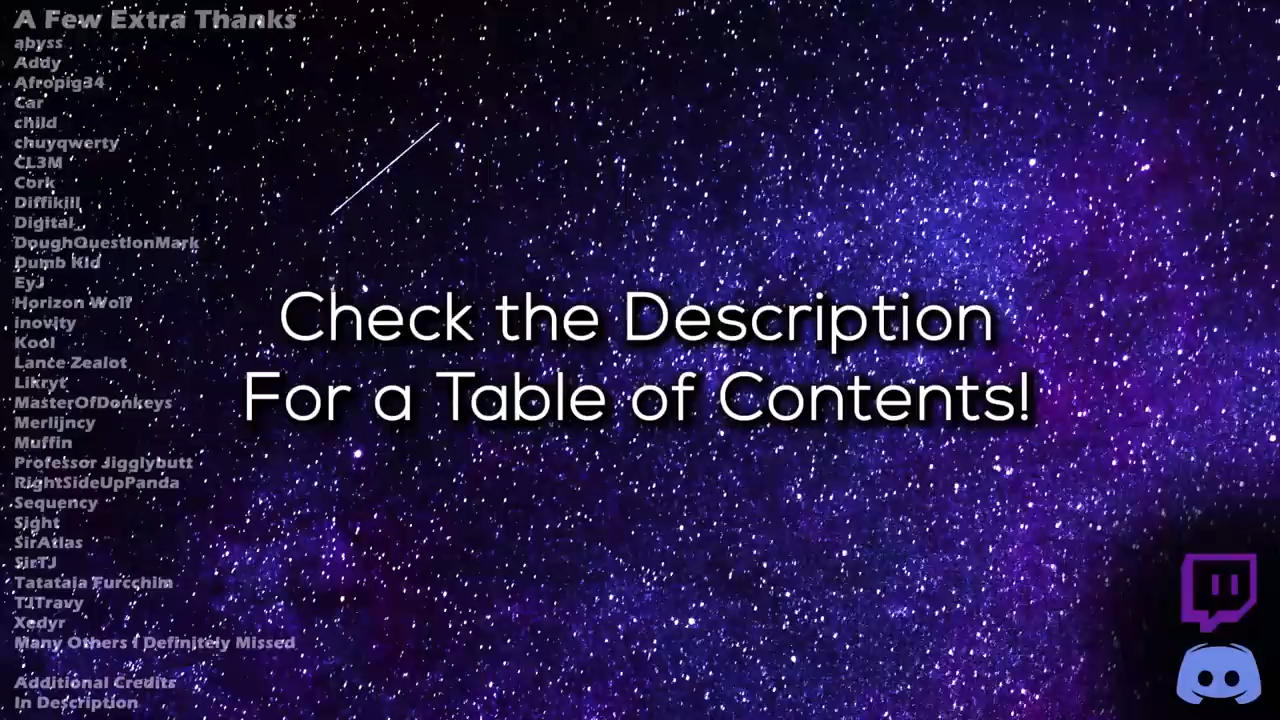 A Few Extra Thanks
abyss
Addy
Afropig34
Car
child
chuyqwerty
CL3M
Cork
Diffikill
Digital
DoughQuestionMark
Dumb Kid
EyJ
Horizon Wolf
inovity
Kool
Lance Zealot
Likryt
MasterOfDonkeys
Merlijncy
Muffin
Professor Jigglybutt
RightSideUpPanda
Sequency
Sight
SirAtlas
SirTJ
Tatataja Furcchim
TJTravy
Xedyr
Many Others I Definitely Missed
Additional Credits
In Description
Check the Description
For a Table of Contents!